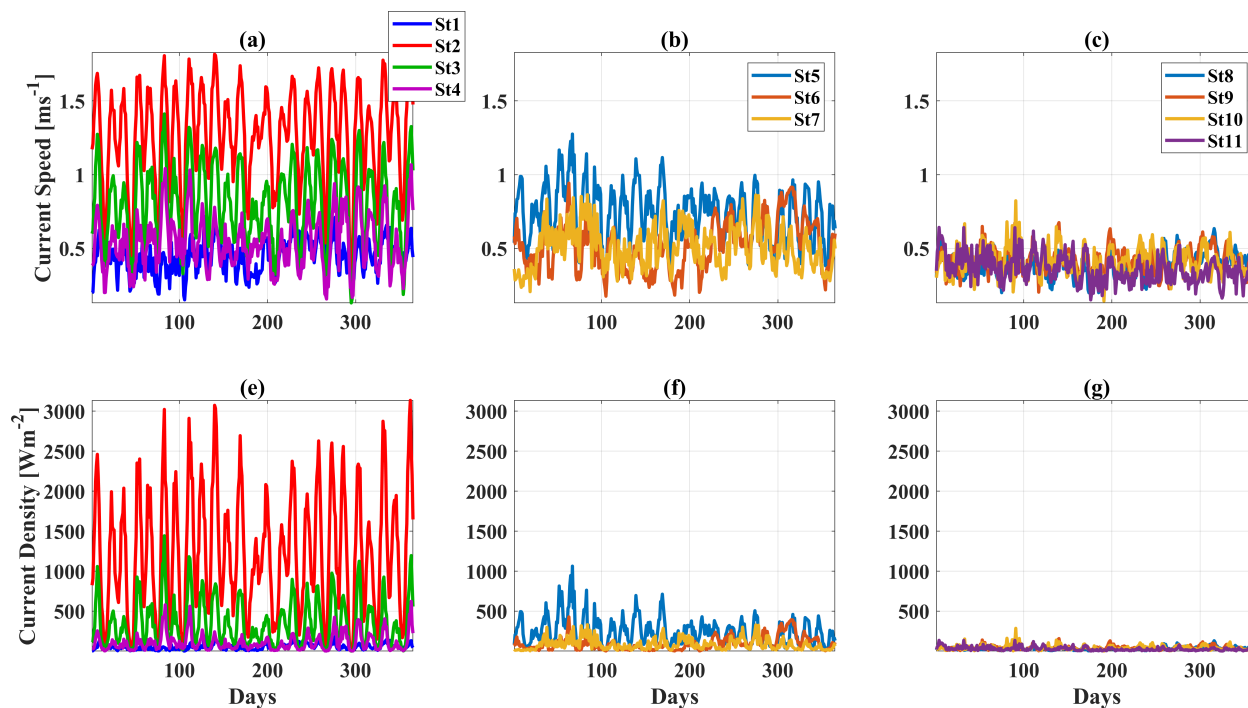 (a)
St1
St2
St3
St4
Current Speed [ms-1]
1.5
1
0.5
100
200
300
(b)
St5
St6
St7
1.5
1
0.5
100
200
300
(c)
St8
St9
St10
St11
1.5
1
0.5
100
200
300
(e)
Current Density [Wm-2]
3000
2500
2000
1500
1000
500
100
200
300
Days
(f)
3000
2500
2000
1500
1000
500
100
200
300
Days
(g)
3000
2500
2000
1500
1000
500
100
200
300
Days